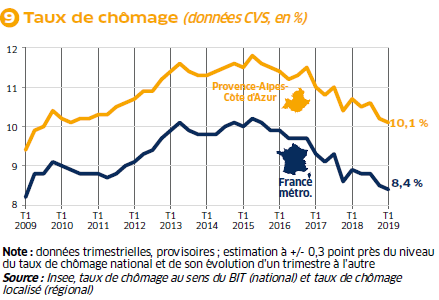 9 Taux de chômage (données CVS, en %)
12
11
10
9
8
Provence-Alpes-
Côte d'Azur
10,1 %
France
métro.
8,4 %
T1 T1 T1 T1 T1 T1 T1 T1 T1 T1 T1
2009 2010 2011 2012 2013 2014 2015 2016 2017 2018 2019
Note : données trimestrielles, provisoires ; estimation à +/- 0,3 point près du niveau
du taux de chômage national et de son évolution d'un trimestre à l'autre
Source : Insee, taux de chômage au sens du BIT (national) et taux de chômage
localisé (régional)